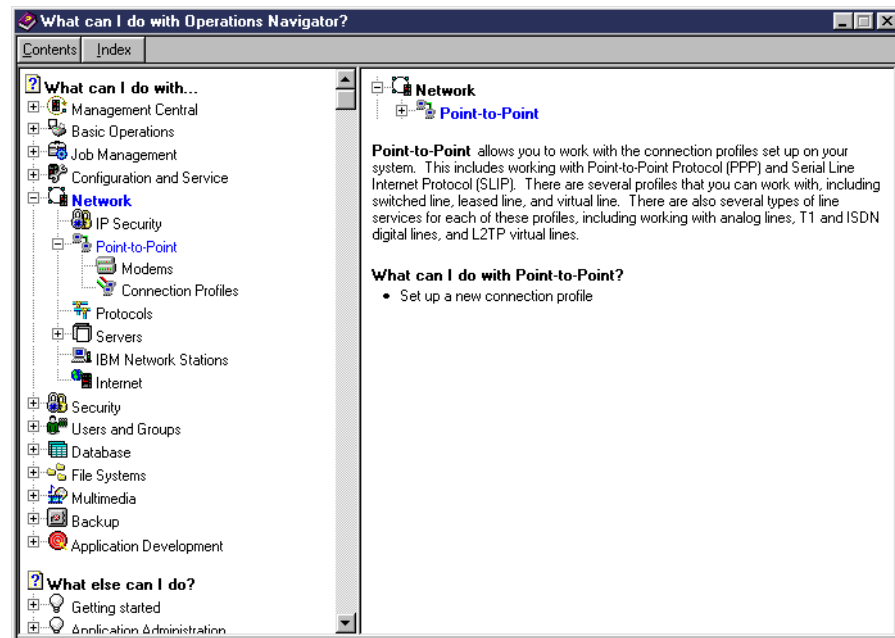 What can I do with Operations Navigator?
Contents Index
What can I do with...
Management Central
Basic Operations
Job Management
Configuration and Service
Network
IP Security
Point-to-Point
Modems
Connection Profiles
Protocols
Servers
IBM Network Stations
Internet
Security
Users and Groups
Database
File Systems
Multimedia
Backup
Application Development
What else can I do?
Getting started
Application Administration
Network
Point-to-Point
Point-to-Point allows you to work with the connection profiles set up on your
system. This includes working with Point-to-Point Protocol (PPP) and Serial Line
Internet Protocol (SLIP). There are several profiles that you can work with, including
switched line, leased line, and virtual line. There are also several types of line
services for each of these profiles, including working with analog lines, T1 and ISDN
digital lines, and L2TP virtual lines.
What can I do with Point-to-Point?
• Set up a new connection profile